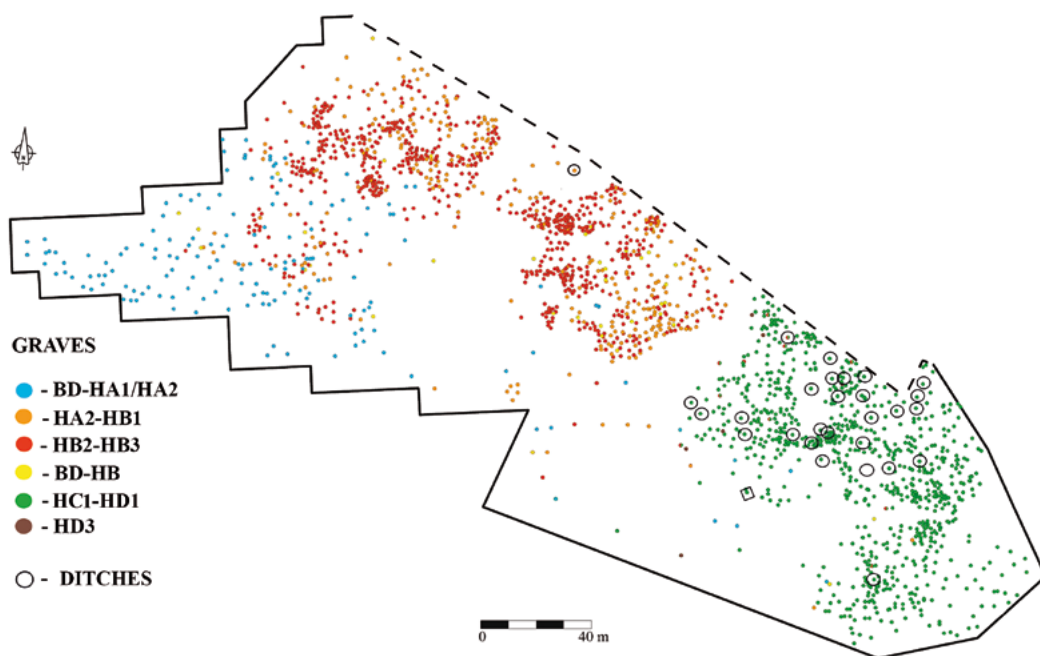 GRAVES
- BD-HA1/HA2
- HA2-HB1
- HB2-HB3
- BD-HB
- HC1-HD1
- HD3
- DITCHES
0 40 m